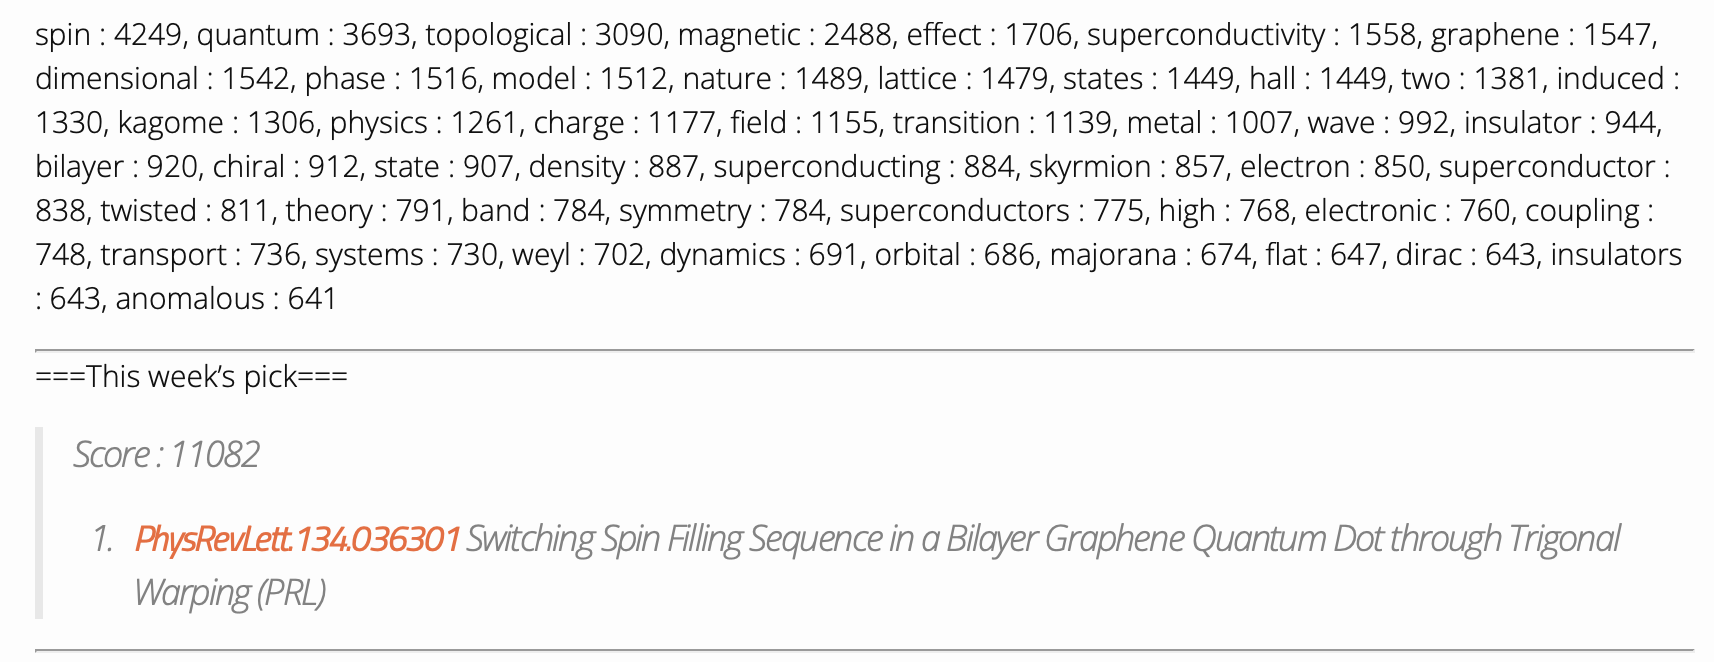 spin : 4249, quantum : 3693, topological : 3090, magnetic : 2488, effect : 1706, superconductivity : 1558, graphene : 1547,
dimensional : 1542, phase : 1516, model : 1512, nature : 1489, lattice : 1479, states : 1449, hall : 1449, two : 1381, induced :
1330, kagome : 1306, physics : 1261, charge : 1177, field : 1155, transition : 1139, metal : 1007, wave : 992, insulator : 944,
bilayer : 920, chiral : 912, state : 907, density : 887, superconducting : 884, skyrmion : 857, electron : 850, superconductor :
838, twisted : 811, theory : 791, band : 784, symmetry : 784, superconductors : 775, high : 768, electronic : 760, coupling :
748, transport : 736, systems : 730, weyl : 702, dynamics : 691, orbital : 686, majorana : 674, flat : 647, dirac : 643, insulators
: 643, anomalous : 641
===This week’s pick===
Score : 11082
1. PhysRevLett.134.036301 Switching Spin Filling Sequence in a Bilayer Graphene Quantum Dot through Trigonal
Warping (PRL)